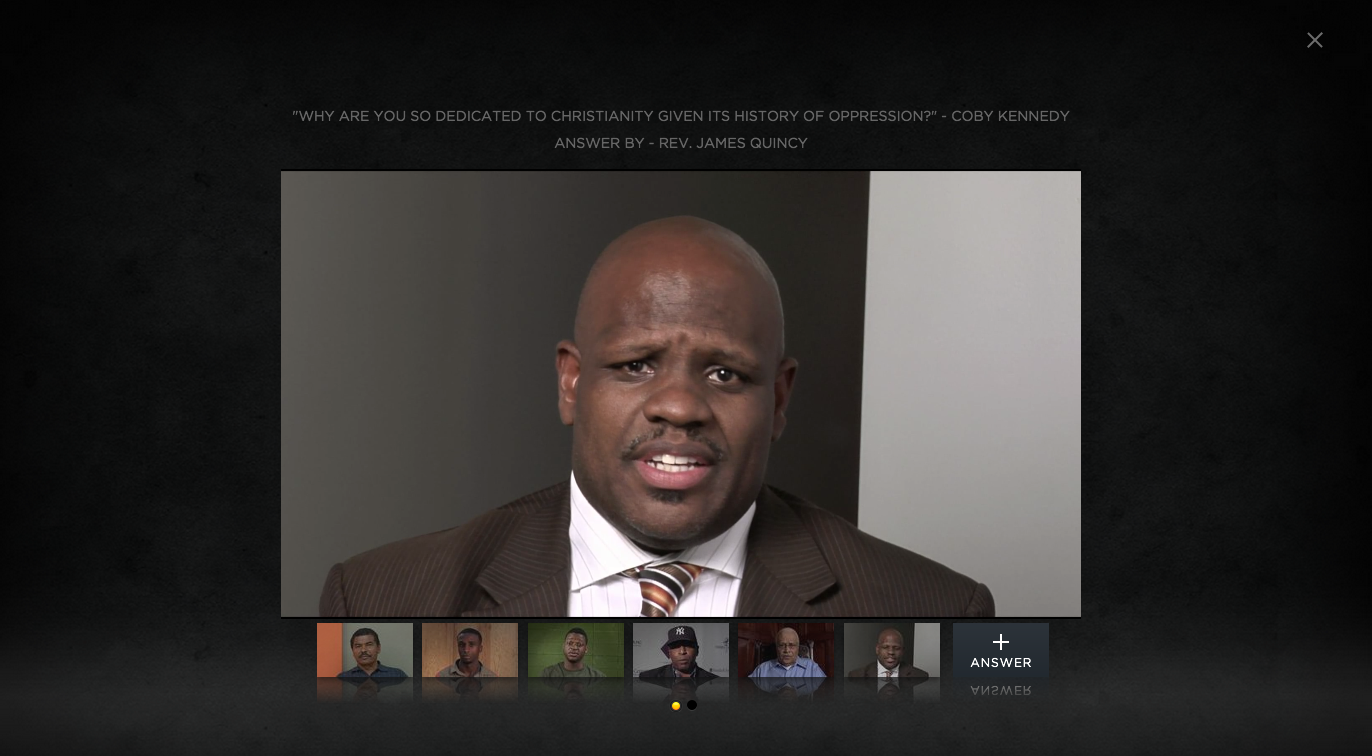 "WHY ARE YOU SO DEDICATED TO CHRISTIANITY GIVEN ITS HISTORY OF OPPRESSION?" - COBY KENNEDY
ANSWER BY - REV. JAMES QUINCY
ANSWER